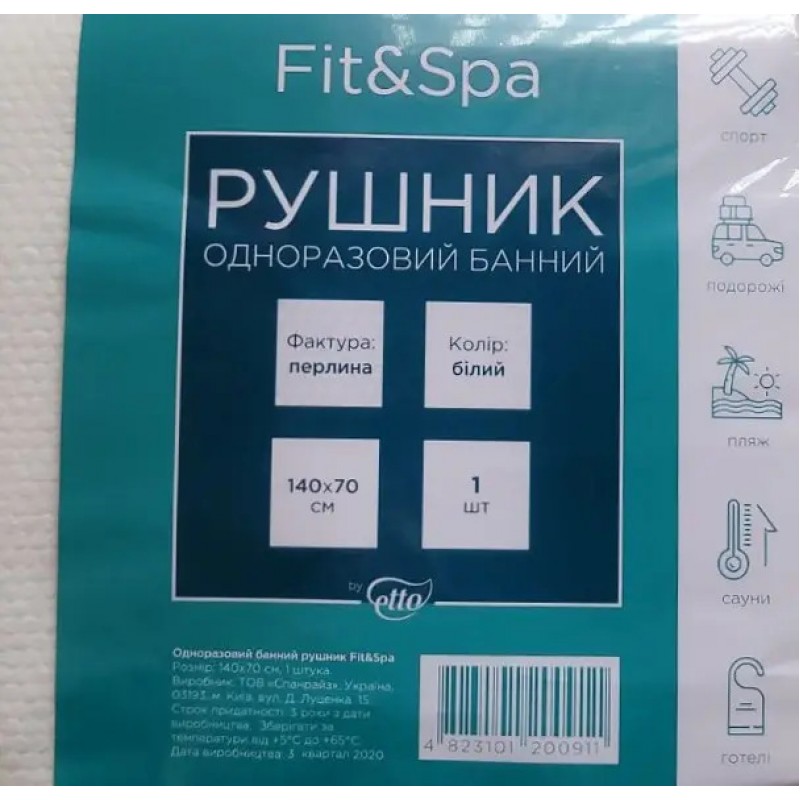 Fit&Spa
РУШНИК
ОДНОРАЗОВИЙ БАННИЙ
Фактура:
перлина
Колір:
білий
140x70
см
1
шт
by etto
спорт
подорожі
пляж
сауни
готелі
Одноразовий банний рушник Fit&Spa
Розмір: 140x70 см, 1 штука.
Виробник: ТОВ «Спанрайз», Україна,
03193, м. Київ, вул. Д. Луценка, 15.
Строк придатності: 3 роки з дати
виробництва. Зберігати за
температури від +5°С до +65°С.
Дата виробництва: 3 квартал 2020
4 823101 200911